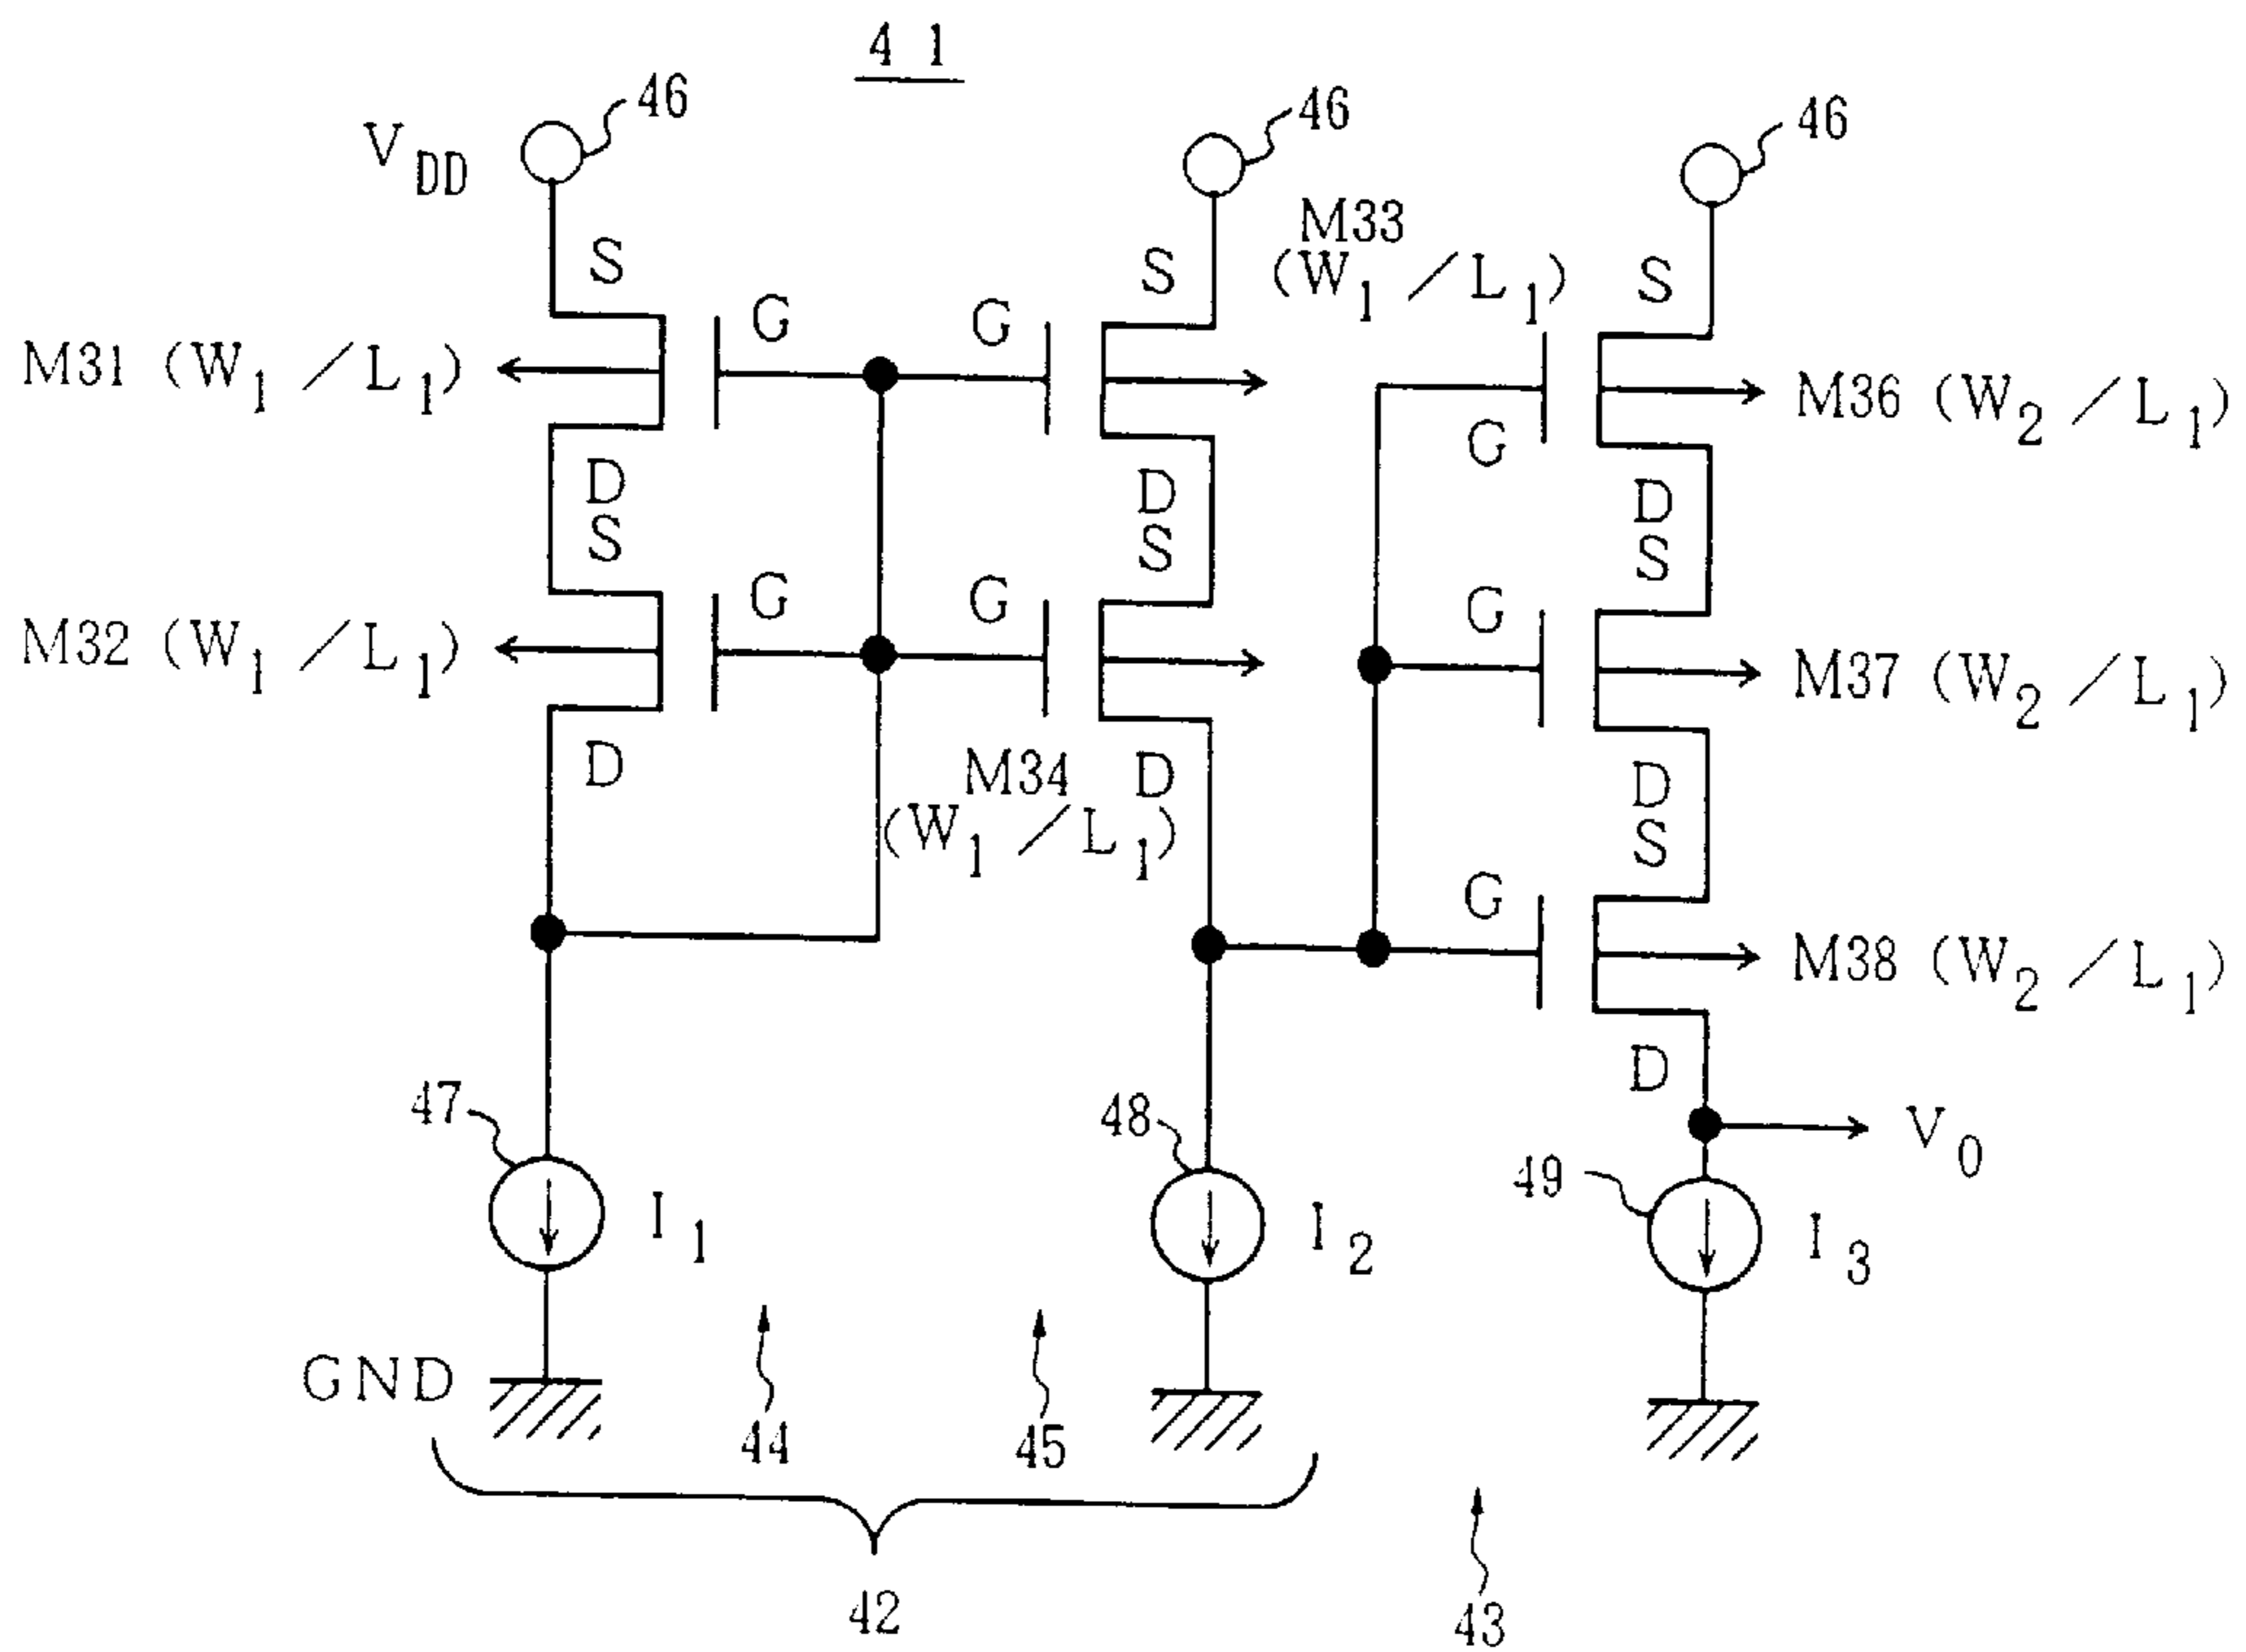 41
46
46
46
V_DD
S
S
M33
(W_1/L_1)
S
G
G
M31 (W_1/L_1)
M36 (W_2/L_1)
G
D
D
D
S
S
S
G
G
G
M32 (W_1/L_1)
M37 (W_2/L_1)
D
M34
(W_1/L_1)
D
D
S
G
M38 (W_2/L_1)
D
47
48
49
V_0
I_1
I_2
I_3
GND
44
45
42
43